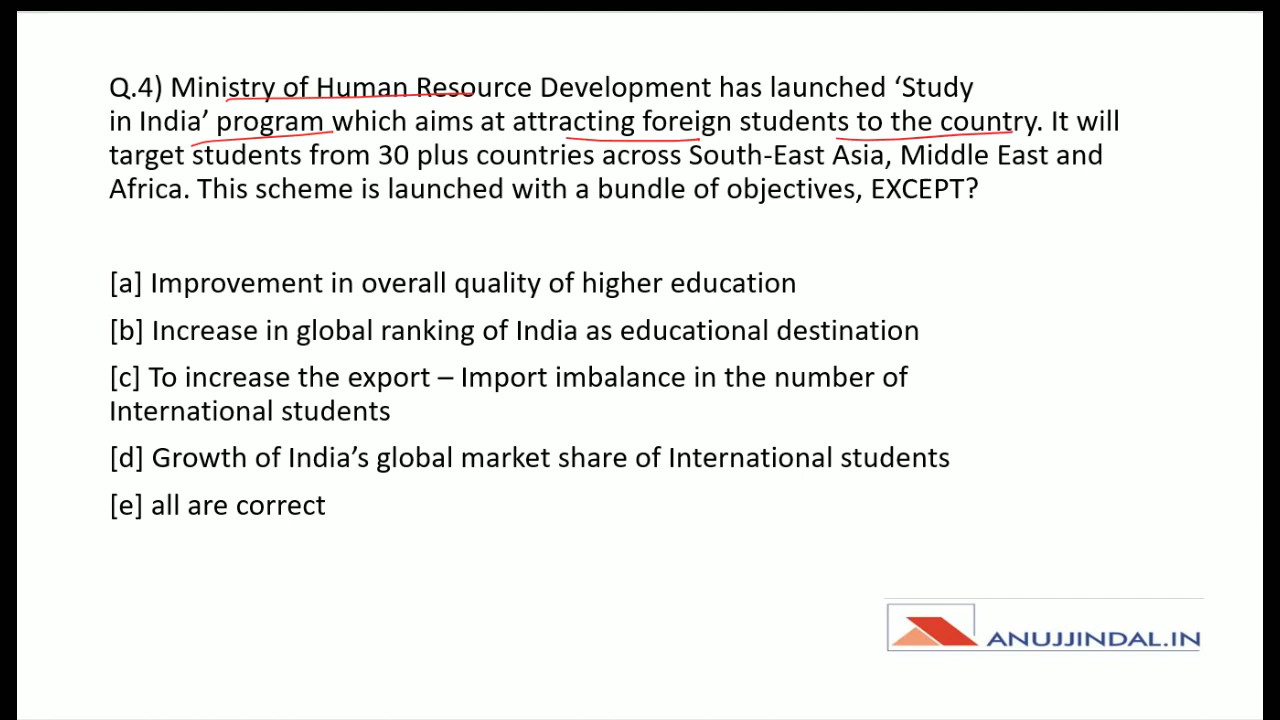 Q.4) Ministry of Human Resource Development has launched ‘Study
in India’ program which aims at attracting foreign students to the country. It will
target students from 30 plus countries across South-East Asia, Middle East and
Africa. This scheme is launched with a bundle of objectives, EXCEPT?
[a] Improvement in overall quality of higher education
[b] Increase in global ranking of India as educational destination
[c] To increase the export – Import imbalance in the number of
International students
[d] Growth of India’s global market share of International students
[e] all are correct
ANUJJINDAL.IN